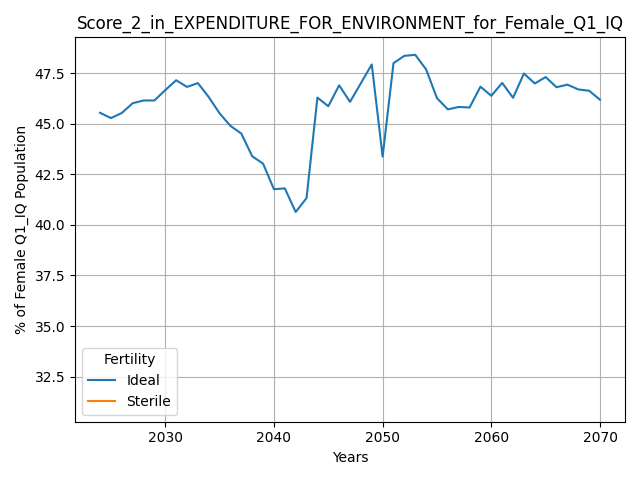 Score_2_in_EXPENDITURE_FOR_ENVIRONMENT_for_Female_Q1_IQ
% of Female Q1_IQ Population
47.5
45.0
42.5
40.0
37.5
35.0
32.5
Fertility
Ideal
Sterile
2030 2040 2050 2060 2070
Years